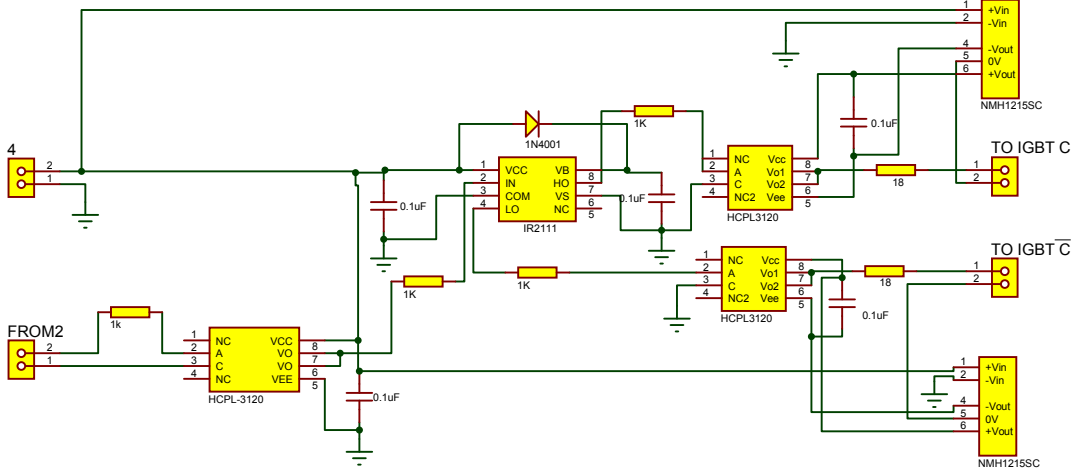 1
+Vin
2
-Vin
4
-Vout
5
0V
6
+Vout
NMH1215SC
1K
0.1uF
1N4001
4
2
1
1
VCC
VB
8
2
IN
HO
7
3
COM
VS
6
4
LO
NC
5
IR2111
0.1uF
0.1uF
1
NC
Vcc
8
2
A
Vo1
7
3
C
Vo2
6
4
NC2
Vee
5
HCPL3120
18
TO IGBT C
1
2
1K
1K
1
NC
Vcc
8
2
A
Vo1
7
3
C
Vo2
6
4
NC2
Vee
5
HCPL3120
18
0.1uF
TO IGBT C̅
1
2
FROM2
2
1
1k
1
NC
VCC
8
2
A
VO
7
3
C
VO
6
4
NC
VEE
5
HCPL-3120
0.1uF
1
+Vin
2
-Vin
4
-Vout
5
0V
6
+Vout
NMH1215SC